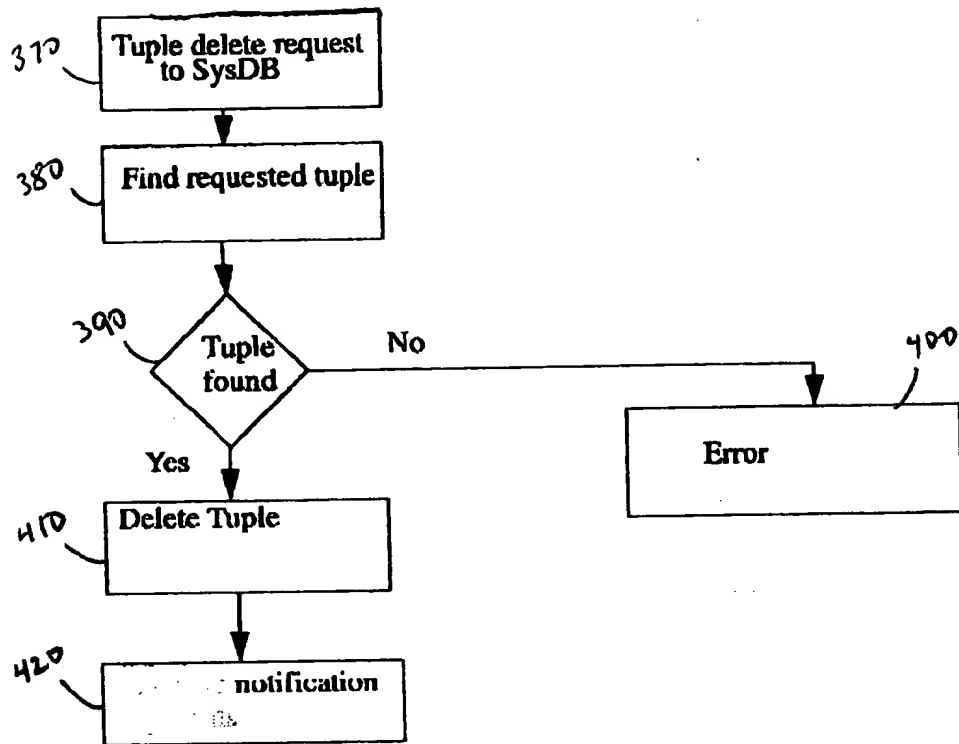 370
Tuple delete request
to SysDB
380
Find requested tuple
390
Tuple
found
No
400
Error
Yes
410
Delete Tuple
420
notification